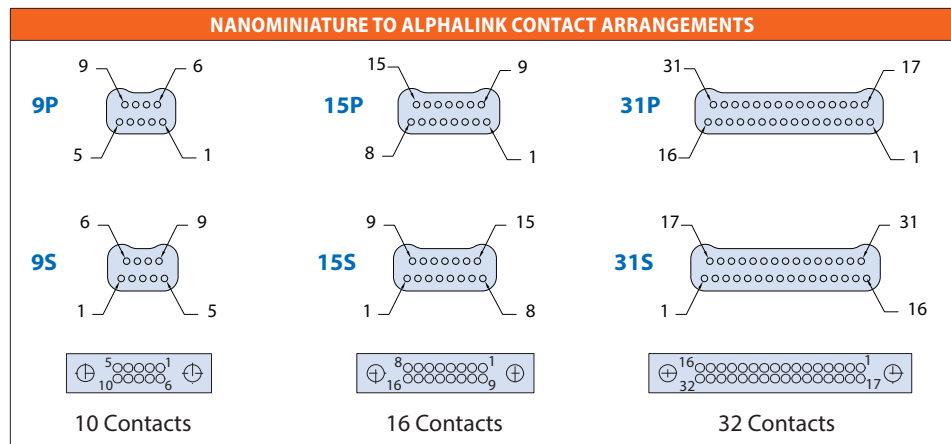 NANOMINIATURE TO ALPHALINK CONTACT ARRANGEMENTS
9 6 15 9 31 17
9P 15P 31P
5 1 8 1 16 1
6 9 9 15 17 31
9S 15S 31S
1 5 1 8 1 16
5 1 8 1 16 1
10 6 16 9 32 17
10 Contacts 16 Contacts 32 Contacts